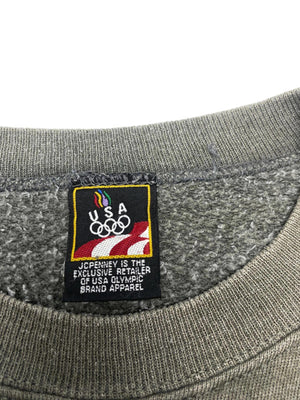 USA
JCPENNEY IS THE
EXCLUSIVE RETAILER
OF USA OLYMPIC
BRAND APPAREL